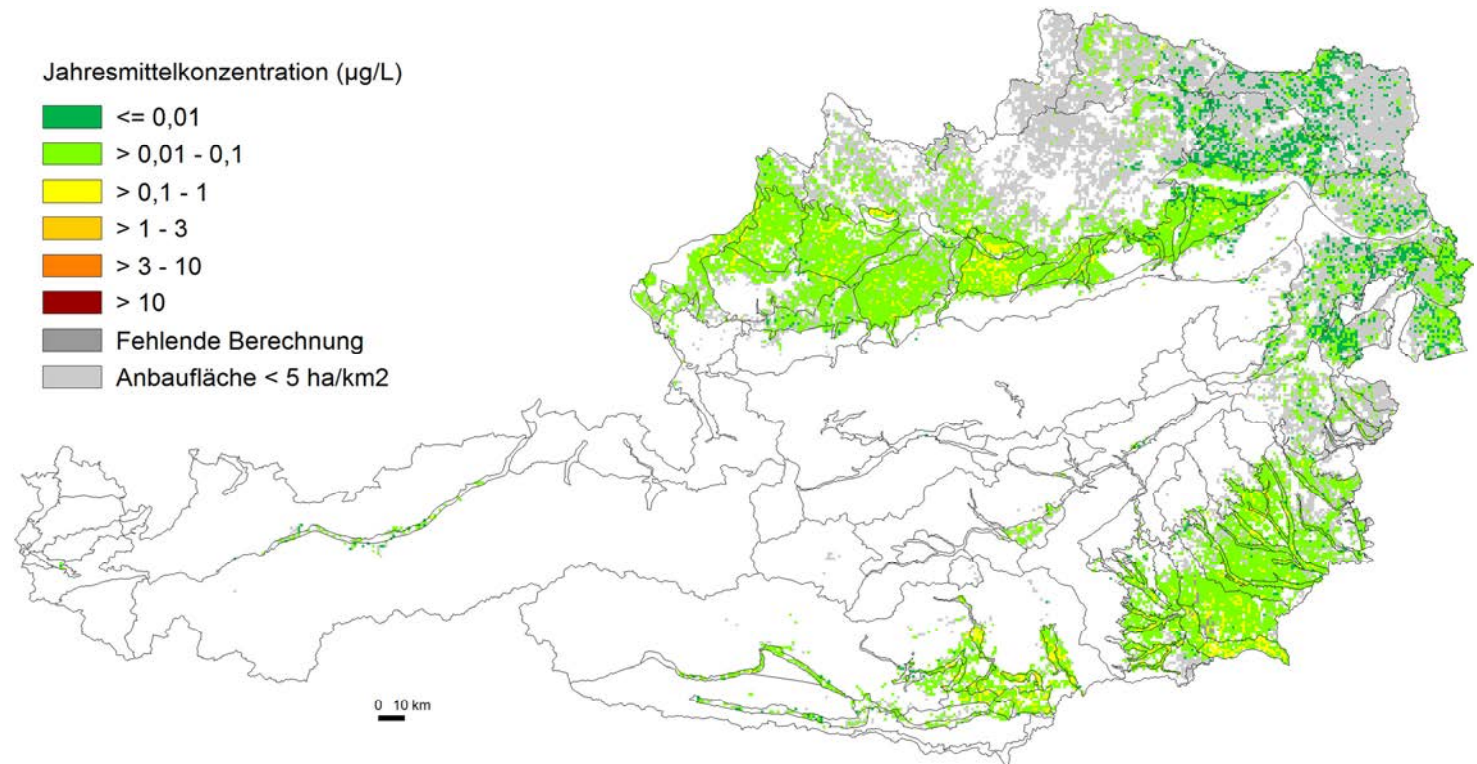 Jahresmittelkonzentration (µg/L)
<= 0,01
> 0,01 - 0,1
> 0,1 - 1
> 1 - 3
> 3 - 10
> 10
Fehlende Berechnung
Anbaufläche < 5 ha/km2
0 10 km